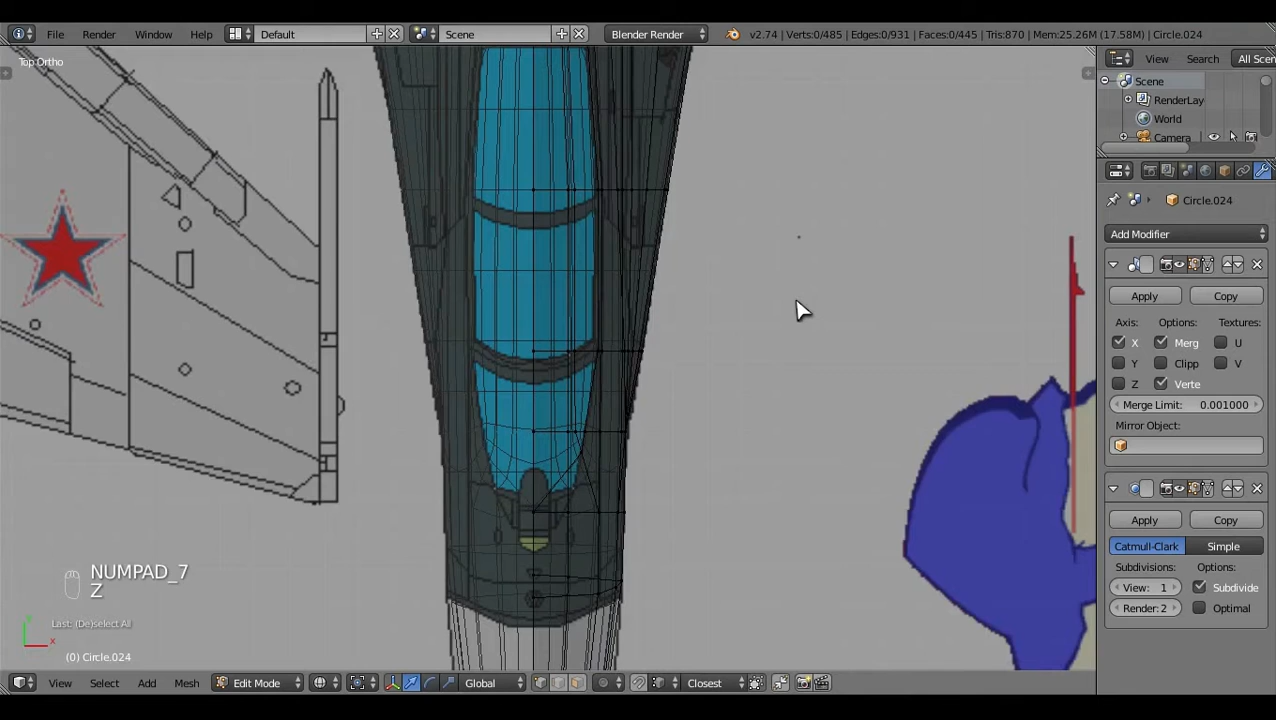 File Render Window Help Default Scene Blender Render v2.74 | Verts:0/485 | Edges:0/931 | Faces:0/445 | Tris:870 | Mem:25.26M (17.58M) | Circle.024
Top Ortho
View Search All Scen
Scene
RenderLay
World
Camera
Circle.024
Add Modifier
Apply Copy
Axis: Options: Textures:
X Merg U
Y Clipp V
Z Verte
Merge Limit: 0.001000
Mirror Object:
Apply Copy
Catmull-Clark Simple
Subdivisions: Options:
View: 1 Subdivide
Render: 2 Optimal
NUMPAD_7
Z
Last: (De)select All
(0) Circle.024
View Select Add Mesh Edit Mode Global Closest